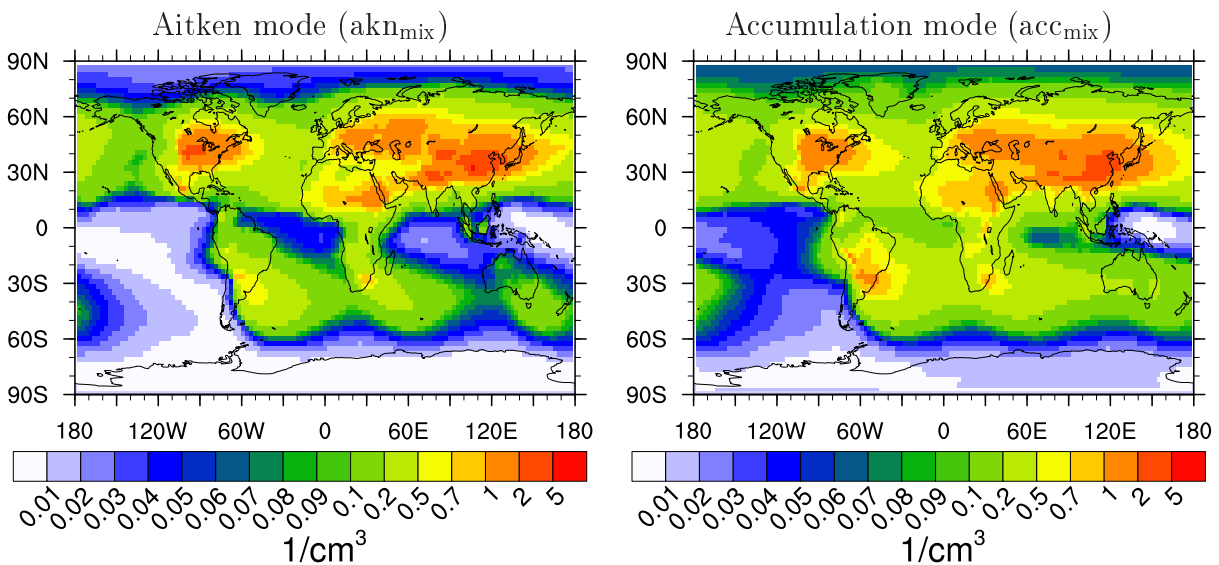 Aitken mode (akn_mix)
Accumulation mode (acc_mix)
90N
60N
30N
0
30S
60S
90S
180 120W 60W 0 60E 120E 180
0.01 0.02 0.03 0.04 0.05 0.06 0.07 0.08 0.09 0.1 0.2 0.5 0.7 1 2 5
1/cm³
90N
60N
30N
0
30S
60S
90S
180 120W 60W 0 60E 120E 180
0.01 0.02 0.03 0.04 0.05 0.06 0.07 0.08 0.09 0.1 0.2 0.5 0.7 1 2 5
1/cm³